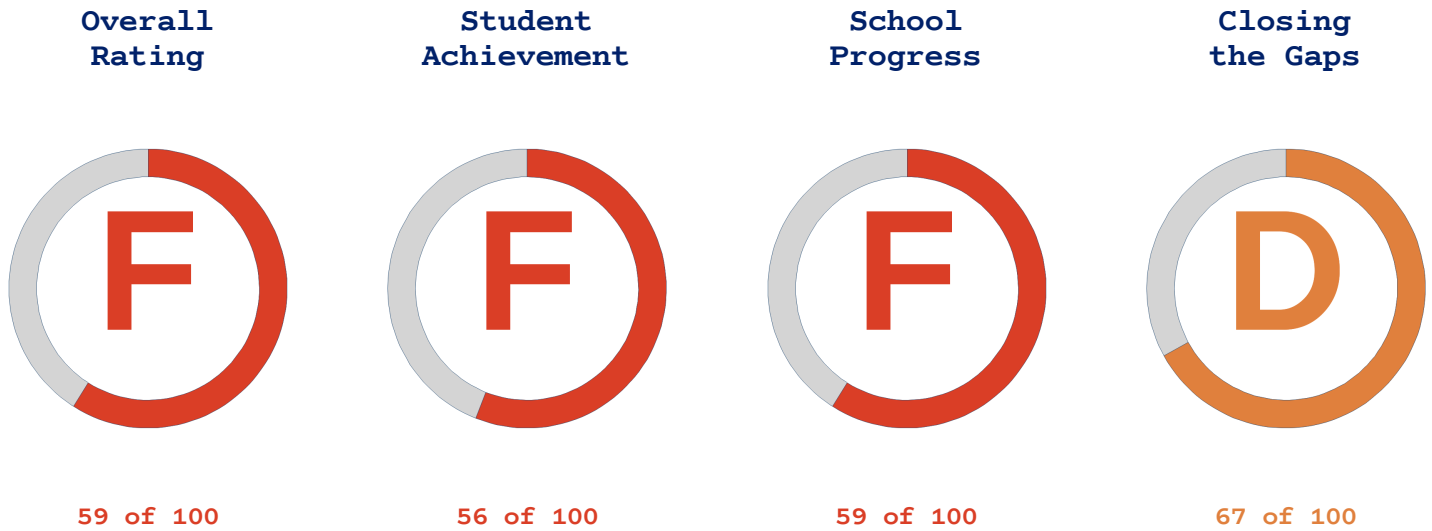 Overall
Rating
Student
Achievement
School
Progress
Closing
the Gaps
F
F
F
D
59 of 100
56 of 100
59 of 100
67 of 100